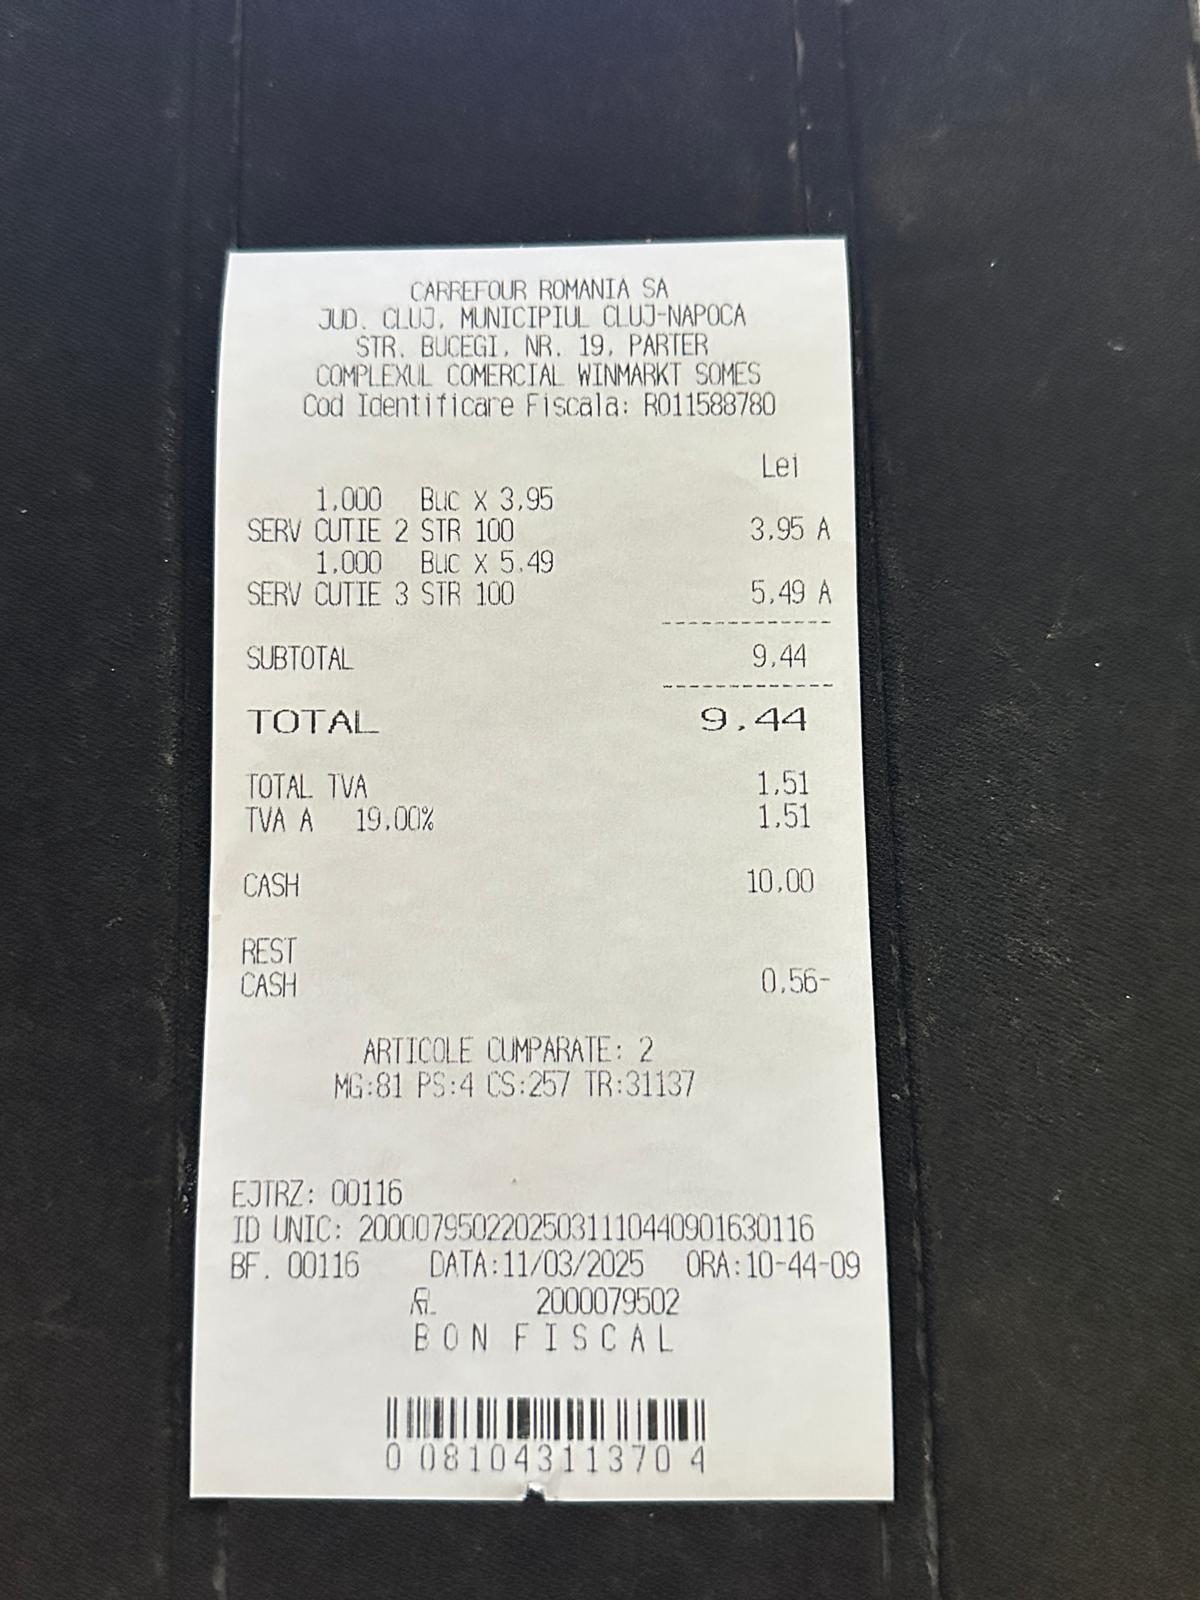 CARREFOUR ROMANIA SA
JUD. CLUJ, MUNICIPIUL CLUJ-NAPOCA
STR. BUCEGI, NR. 19, PARTER
COMPLEXUL COMERCIAL WINMARKT SOMES
Cod Identificare Fiscala: RO11588780
Lei
1,000 Buc X 3,95
SERV CUTIE 2 STR 100 3,95 A
1,000 Buc X 5,49
SERV CUTIE 3 STR 100 5,49 A
------------
SUBTOTAL 9,44
------------
TOTAL 9,44
TOTAL TVA 1,51
TVA A 19,00% 1,51
CASH 10,00
REST
CASH 0,56-
ARTICOLE CUMPARATE: 2
MG:81 PS:4 CS:257 TR:31137
EJTRZ: 00116
ID UNIC: 2000079502202503111044090163​0116
BF. 00116 DATA:11/03/2025 ORA:10-44-09
2000079502
BON FISCAL
0 08104311370 4